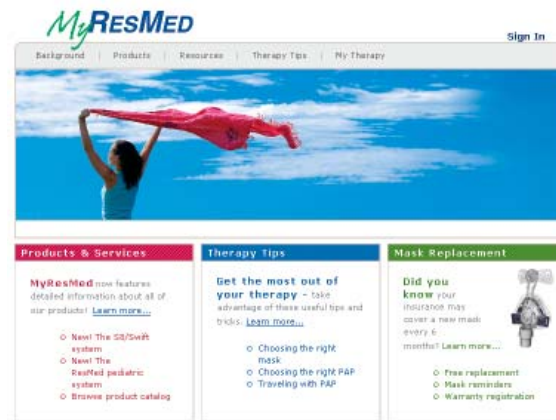 MyResMed
Sign In
Background | Products | Resources | Therapy Tips | My Therapy
Products & Services
MyResMed now features
detailed information about all of
our products! Learn more...
New! The S8/Swift
system
New! The
ResMed pediatric
system
Browse product catalog
Therapy Tips
Get the most out of
your therapy – take
advantage of these useful tips and
tricks. Learn more...
Choosing the right
mask
Choosing the right PAP
Traveling with PAP
Mask Replacement
Did you
know your
insurance may
cover a new mask
every 6
months? Learn more...
Free replacement
Mask reminders
Warranty registration